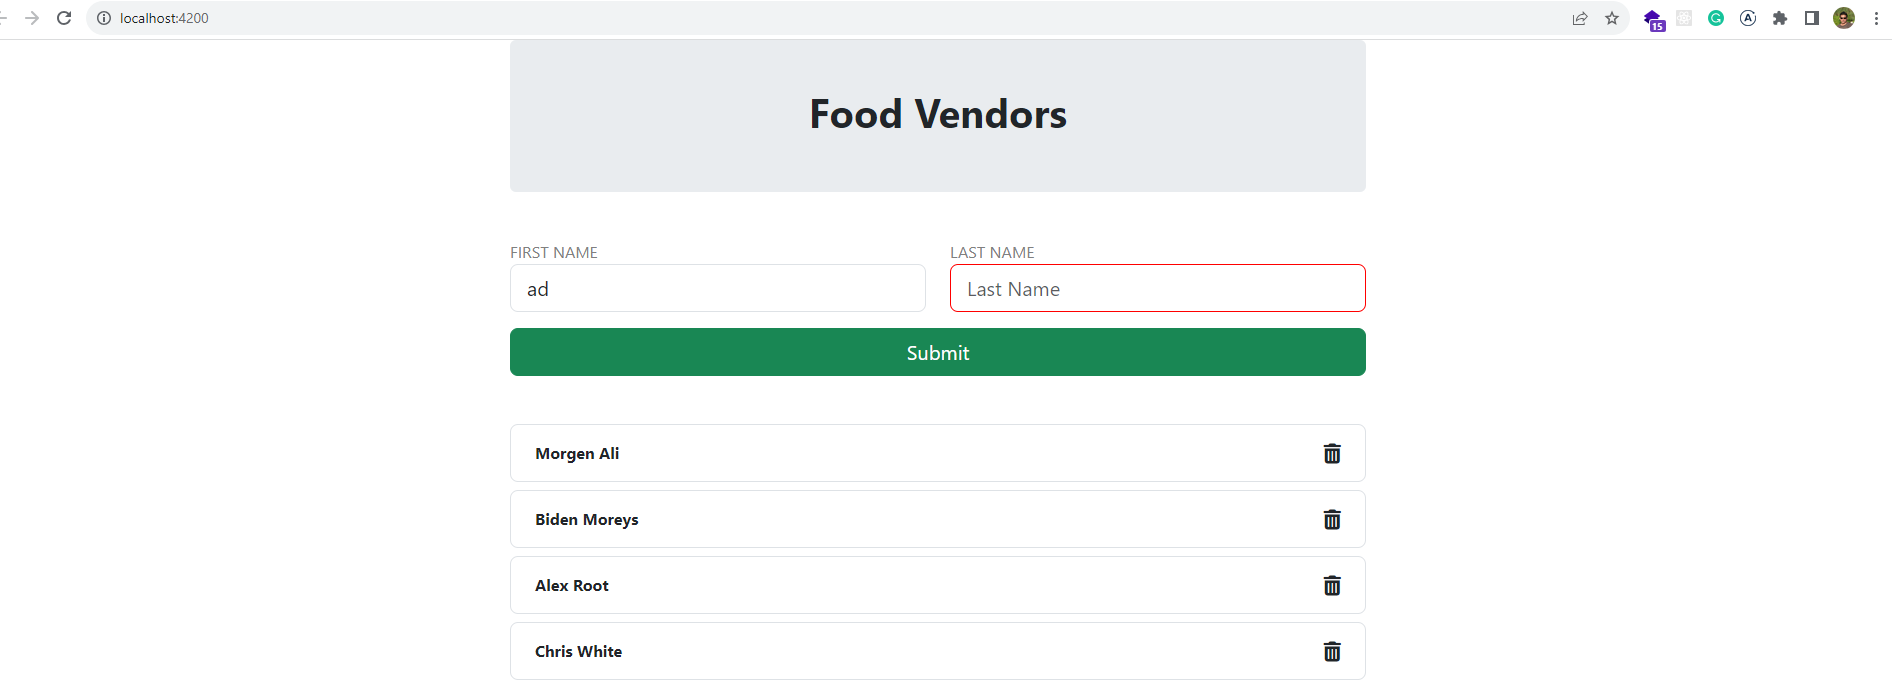 localhost:4200
15
Food Vendors
FIRST NAME
LAST NAME
ad
Last Name
Submit
Morgen Ali
Biden Moreys
Alex Root
Chris White